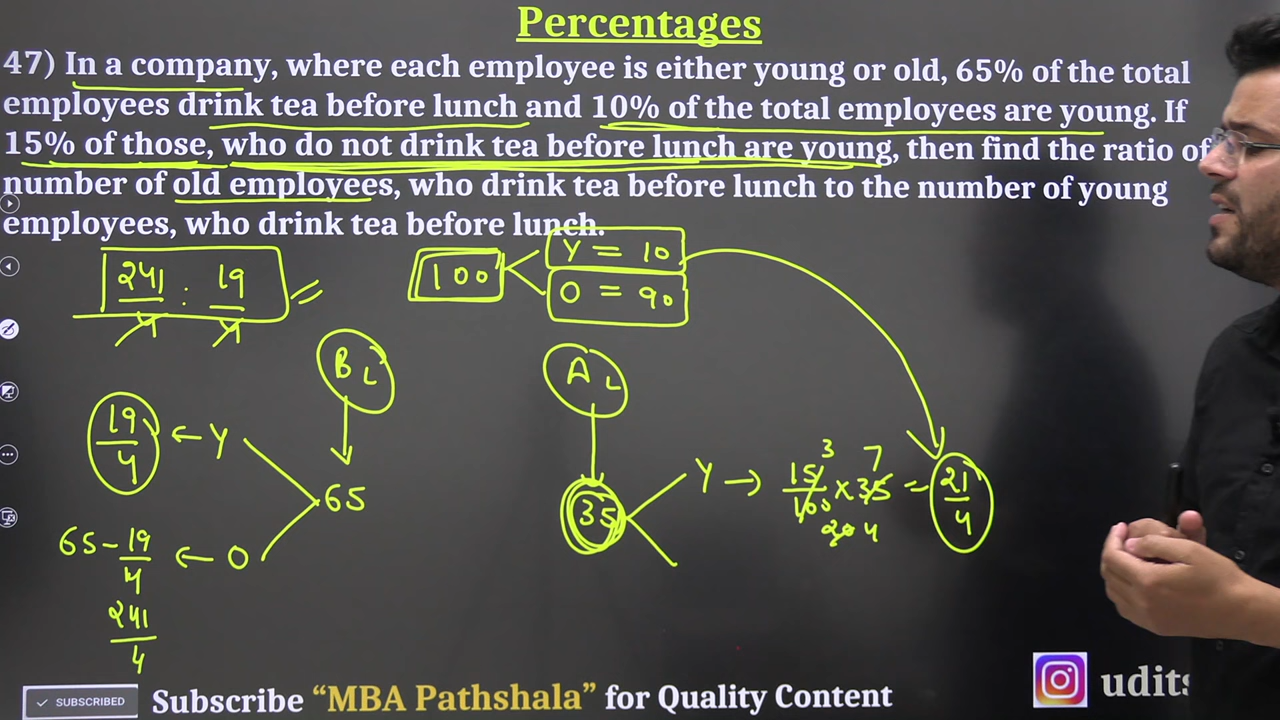 Percentages
47) In a company, where each employee is either young or old, 65% of the total
employees drink tea before lunch and 10% of the total employees are young. If
15% of those, who do not drink tea before lunch are young, then find the ratio of
number of old employees, who drink tea before lunch to the number of young
employees, who drink tea before lunch.
241/4 : 19/4
100
Y = 10
O = 90
BL
AL
19/4 ← Y
65
65 - 19/4 ← O
241/4
35
Y → 15/100 × 35 = 21/4
3 7
20 4
SUBSCRIBED
Subscribe “MBA Pathshala” for Quality Content
udits